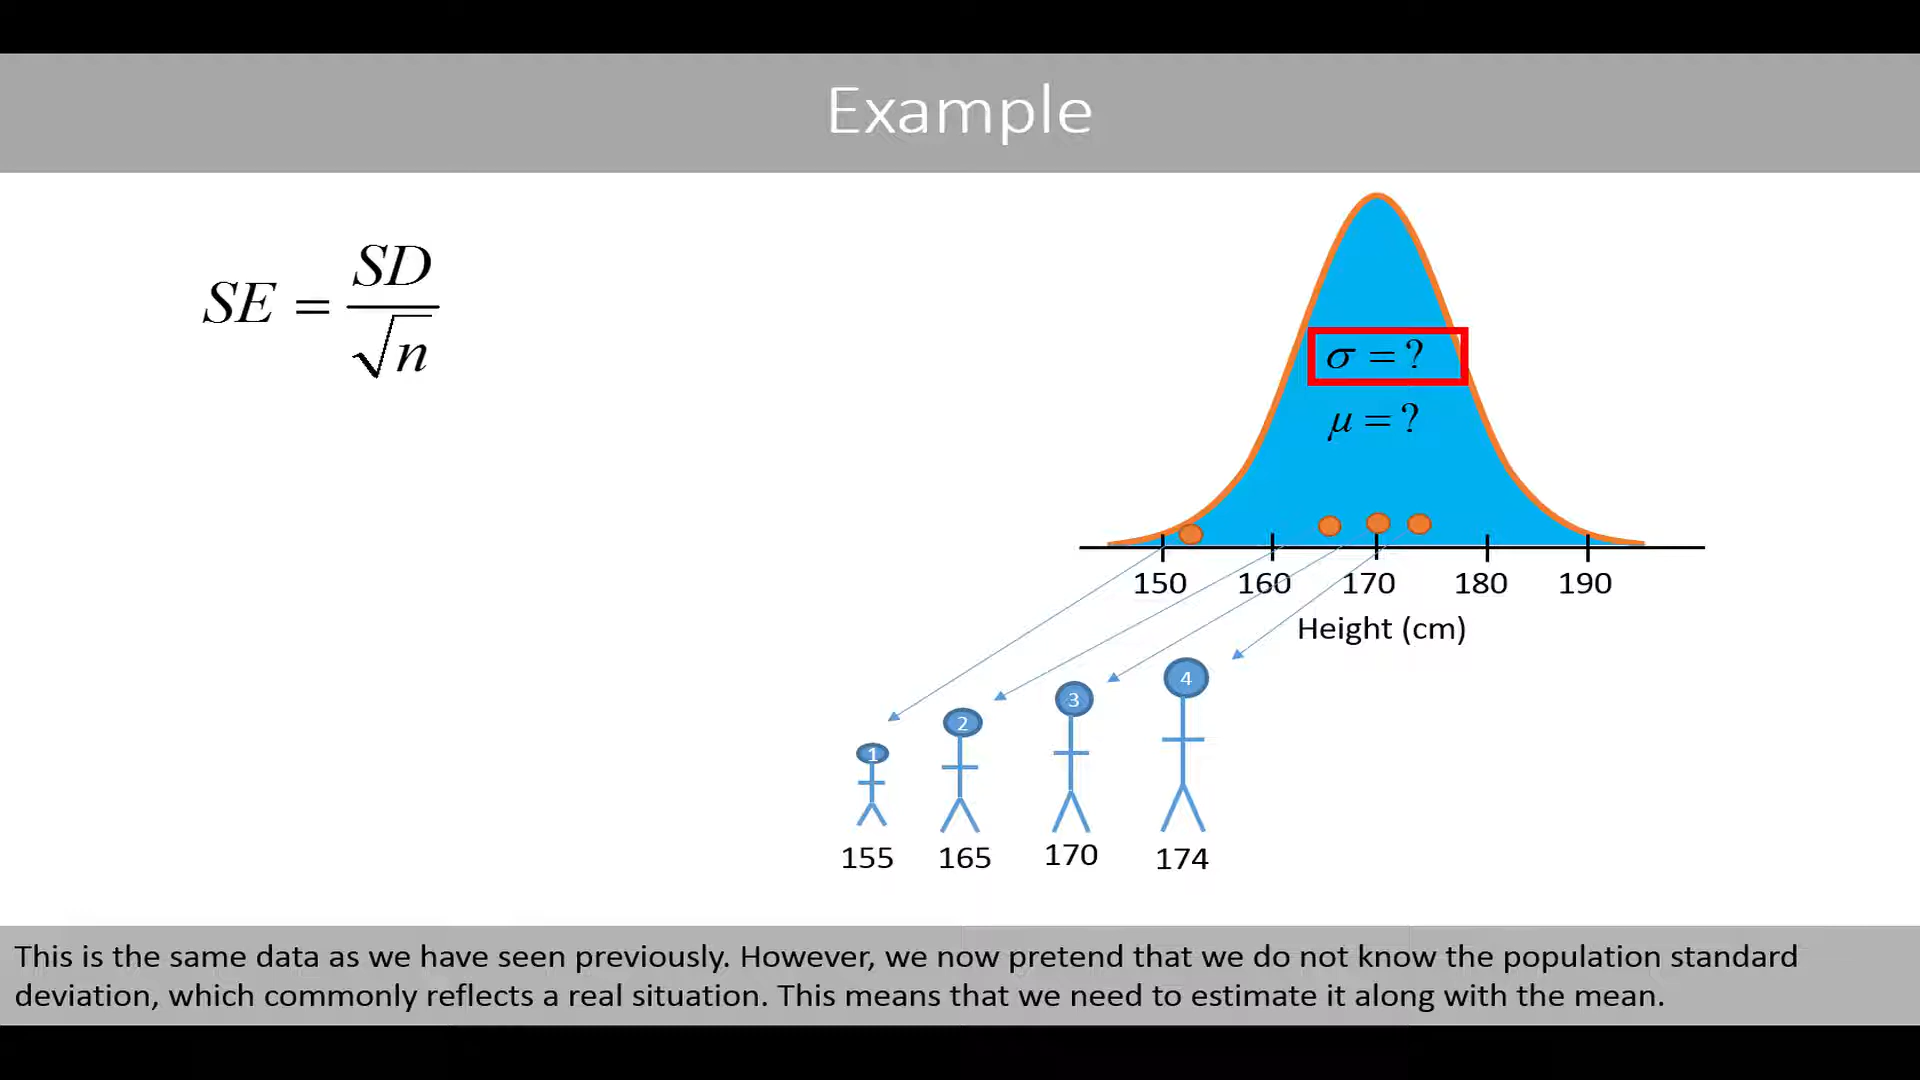 Example
SE = SD / √n
σ = ?
μ = ?
150 160 170 180 190
Height (cm)
1 2 3 4
155 165 170 174
This is the same data as we have seen previously. However, we now pretend that we do not know the population standard
deviation, which commonly reflects a real situation. This means that we need to estimate it along with the mean.